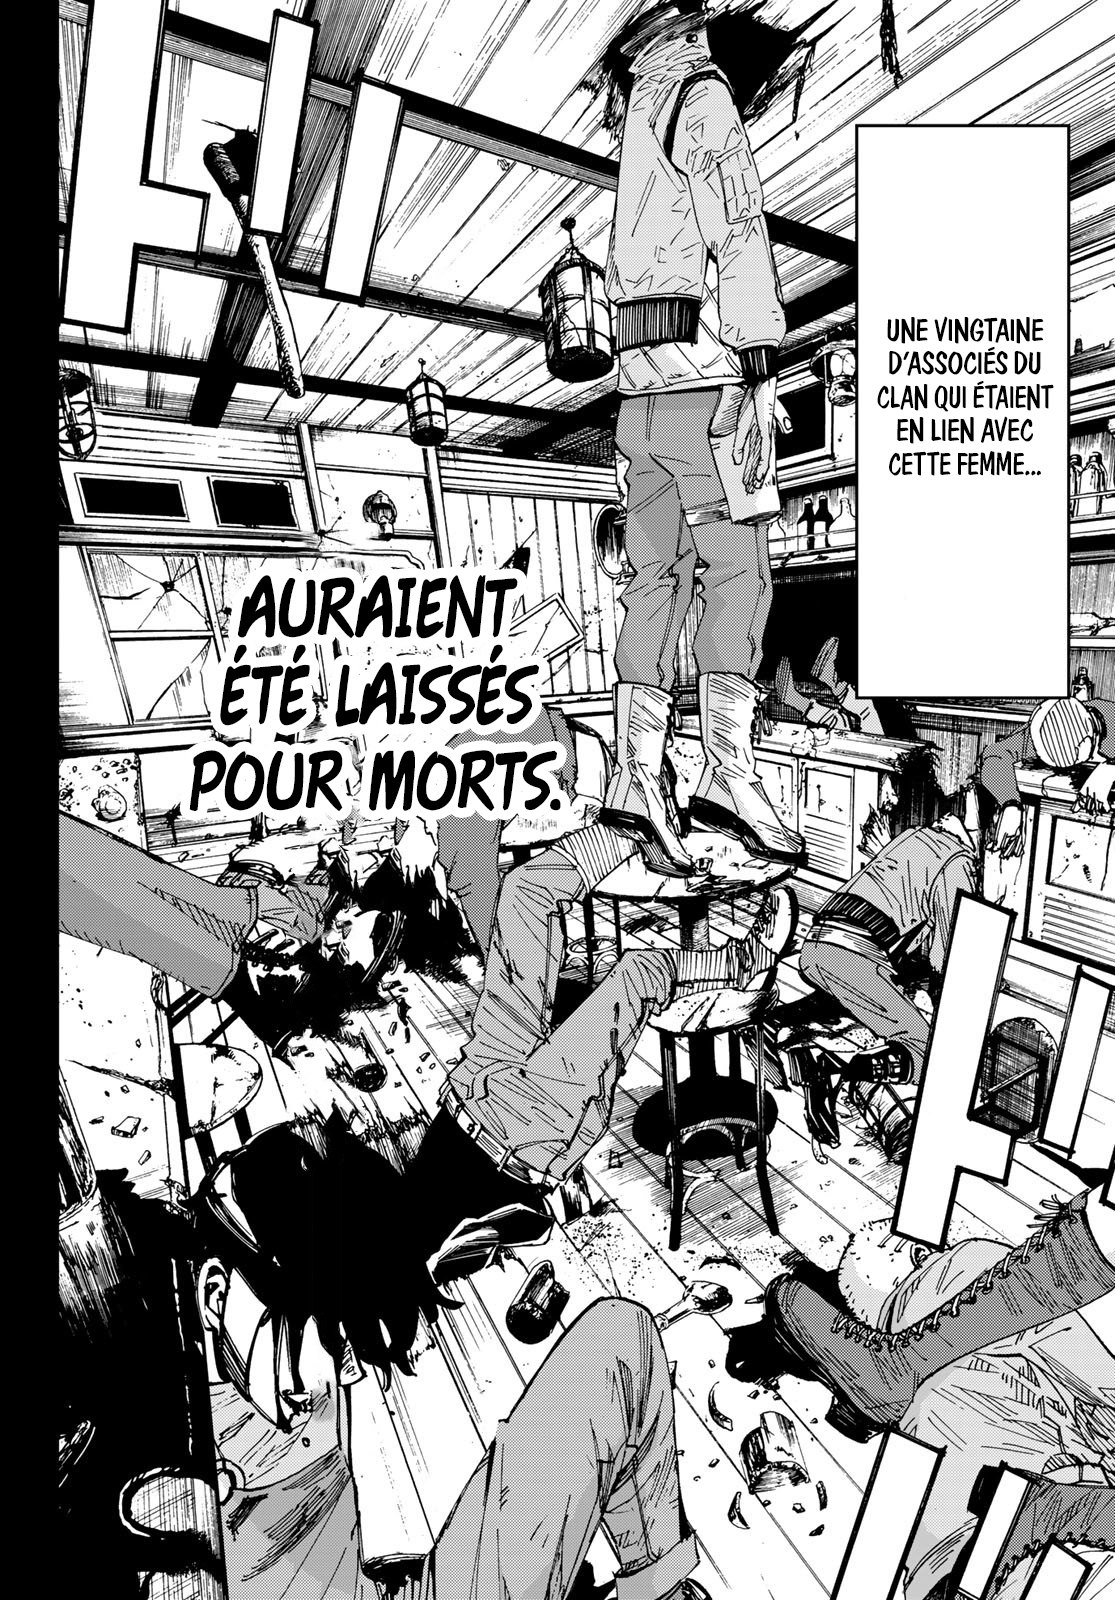 UNE VINGTAINE
D'ASSOCIÉS DU
CLAN QUI ÉTAIENT
EN LIEN AVEC
CETTE FEMME...
AURAIENT
ÉTÉ LAISSÉS
POUR MORTS.